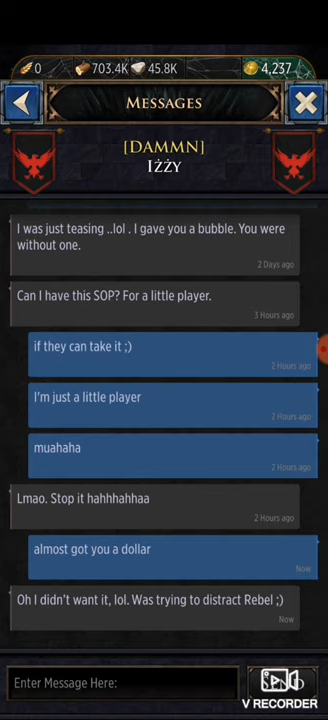 0 703.4K 45.8K 4,237
MESSAGES
[DAMMN]
IŻŻY
I was just teasing ..lol . I gave you a bubble. You were
without one.
2 Days ago
Can I have this SOP? For a little player.
3 Hours ago
if they can take it ;)
2 Hours ago
I'm just a little player
2 Hours ago
muahaha
2 Hours ago
Lmao. Stop it hahhhahhaa
2 Hours ago
almost got you a dollar
Now
Oh I didn't want it, lol. Was trying to distract Rebel ;)
Now
Enter Message Here:
V RECORDER